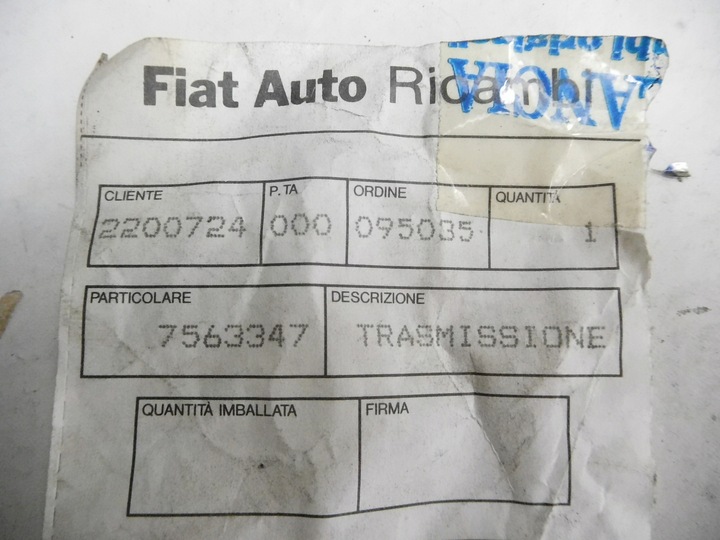 Fiat Auto Ricambi
CLIENTE P.TA ORDINE QUANTITÀ
2200724 000 095035 1
PARTICOLARE DESCRIZIONE
7563347 TRASMISSIONE
QUANTITÀ IMBALLATA FIRMA